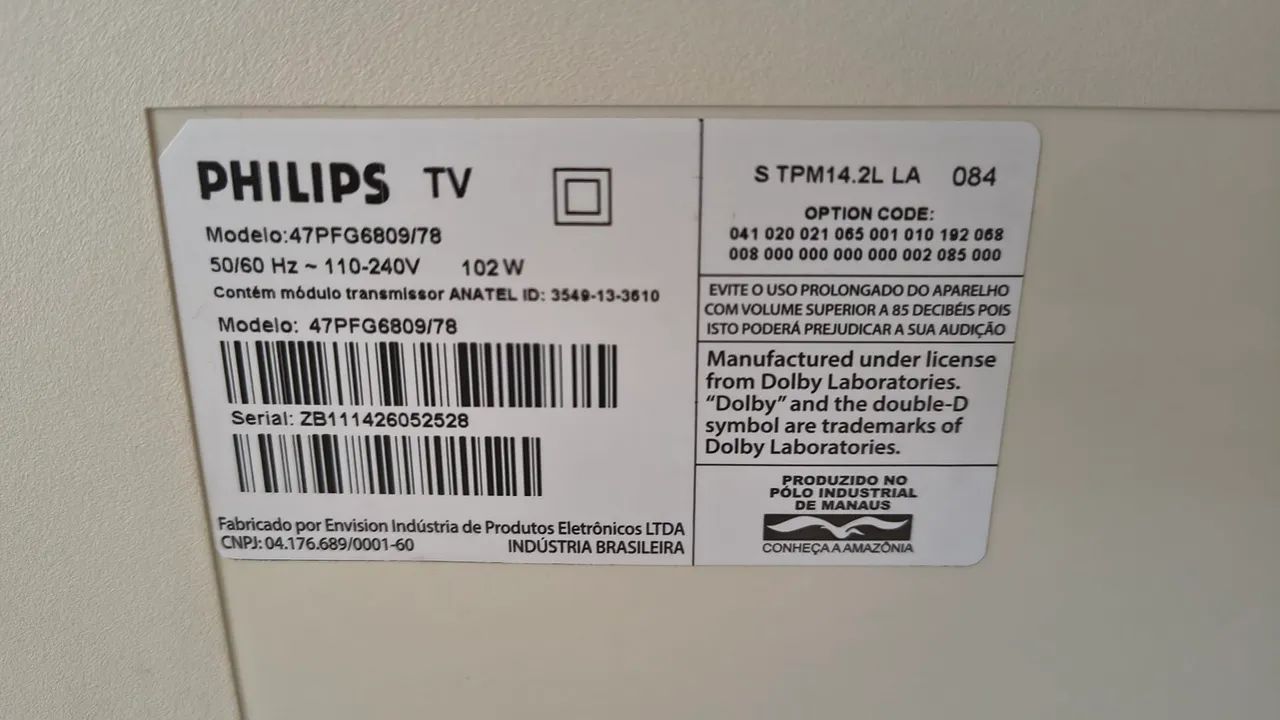 PHILIPS TV
Modelo:47PFG6809/78
50/60 Hz ~ 110-240V 102 W
Contém módulo transmissor ANATEL ID: 3549-13-3610
Modelo: 47PFG6809/78
Serial: ZB111426052528
Fabricado por Envision Indústria de Produtos Eletrônicos LTDA
CNPJ: 04.176.689/0001-60 INDÚSTRIA BRASILEIRA
S TPM14.2L LA 084
OPTION CODE:
041 020 021 065 001 010 192 068
008 000 000 000 000 002 085 000
EVITE O USO PROLONGADO DO APARELHO
COM VOLUME SUPERIOR A 85 DECIBÉIS POIS
ISTO PODERÁ PREJUDICAR A SUA AUDIÇÃO
Manufactured under license
from Dolby Laboratories.
“Dolby” and the double-D
symbol are trademarks of
Dolby Laboratories.
PRODUZIDO NO
PÓLO INDUSTRIAL
DE MANAUS
CONHEÇA A AMAZÔNIA